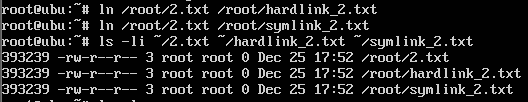 root@ubu:~# ln /root/2.txt /root/hardlink_2.txt
root@ubu:~# ln /root/2.txt /root/symlink_2.txt
root@ubu:~# ls -li ~/2.txt ~/hardlink_2.txt ~/symlink_2.txt
393239 -rw-r--r-- 3 root root 0 Dec 25 17:52 /root/2.txt
393239 -rw-r--r-- 3 root root 0 Dec 25 17:52 /root/hardlink_2.txt
393239 -rw-r--r-- 3 root root 0 Dec 25 17:52 /root/symlink_2.txt